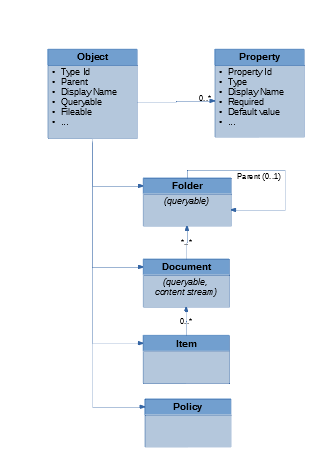 Object
• Type Id
• Parent
• Display Name
• Queryable
• Fileable
• ...
Property
• Property Id
• Type
• Display Name
• Required
• Default value
• ...
0..*
Folder
(queryable)
Parent (0..1)
*..*
Document
(queryable,
content stream)
0..*
Item
Policy